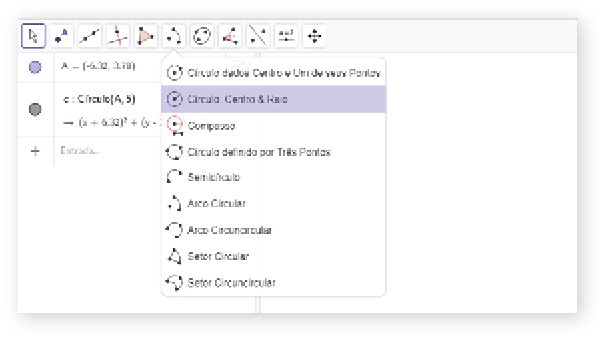 a=2
A = (-6.32, 3.78)
c : Círculo(A, 5)
→ (x + 6.32)² + (y -
Entrada...
Círculo dados Centro e Um de seus Pontos
Círculo: Centro & Raio
Compasso
Círculo definido por Três Pontos
Semicírculo
Arco Circular
Arco Circuncircular
Setor Circular
Setor Circuncircular